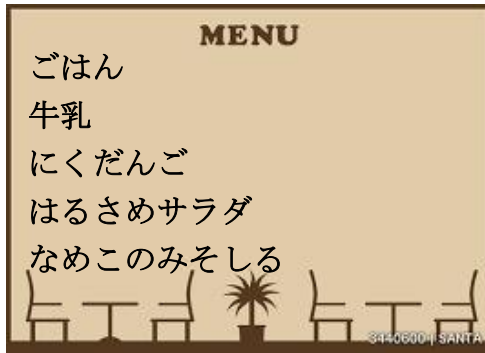 MENU
ごはん
牛乳
にくだんご
はるさめサラダ
なめこのみそしる
3440600 | SANTA